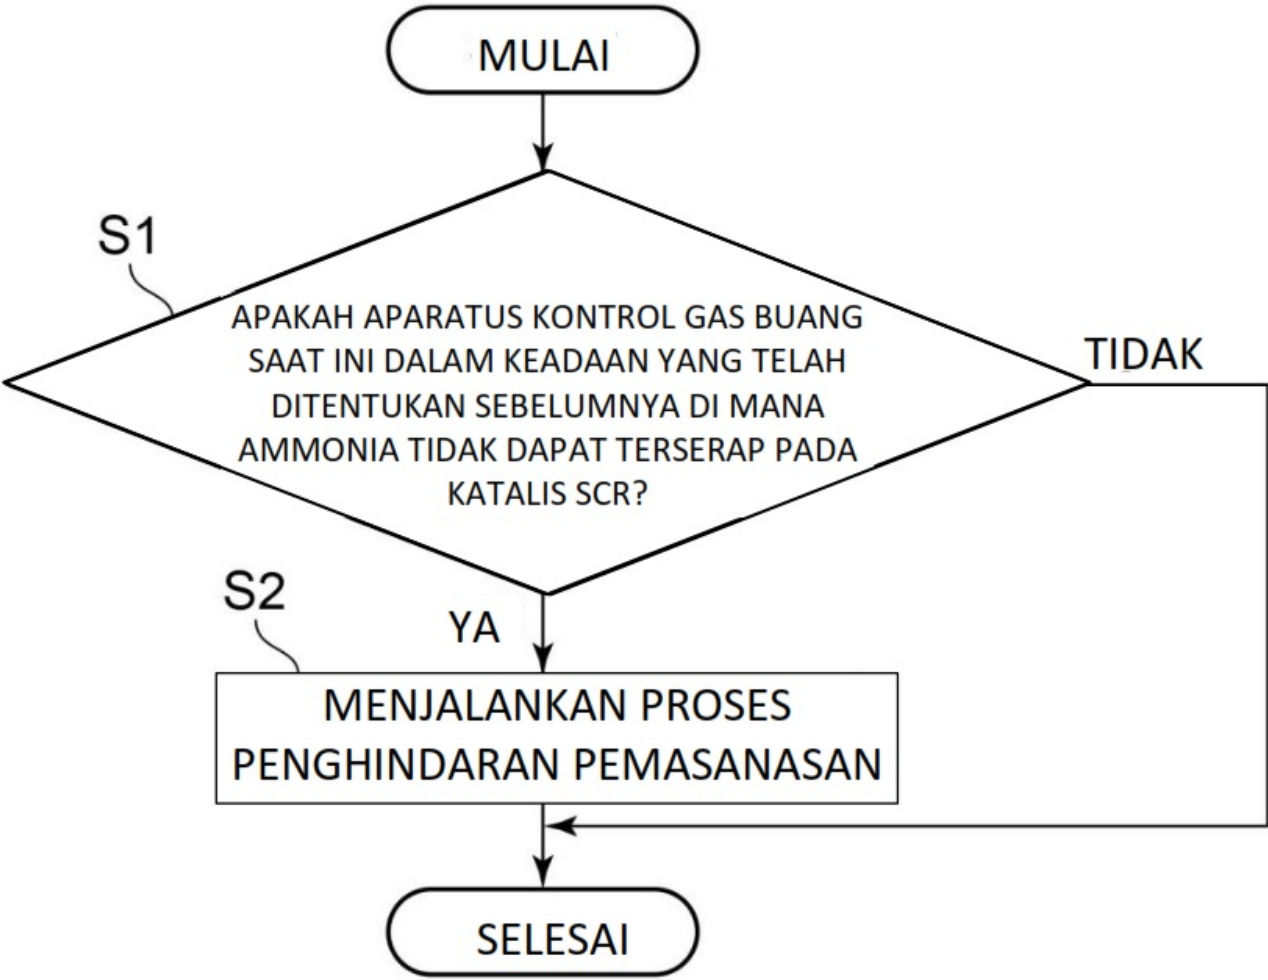 MULAI
S1
APAKAH APARATUS KONTROL GAS BUANG
SAAT INI DALAM KEADAAN YANG TELAH
DITENTUKAN SEBELUMNYA DI MANA
AMMONIA TIDAK DAPAT TERSERAP PADA
KATALIS SCR?
TIDAK
YA
S2
MENJALANKAN PROSES
PENGHINDARAN PEMASANASAN
SELESAI